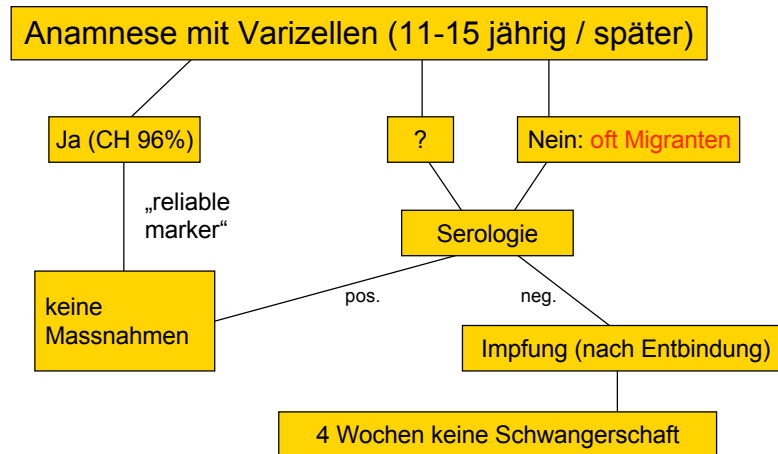 Anamnese mit Varizellen (11-15 jährig / später)
Ja (CH 96%)
?
Nein: oft Migranten
„reliable
marker“
Serologie
keine
Massnahmen
pos.
neg.
Impfung (nach Entbindung)
4 Wochen keine Schwangerschaft